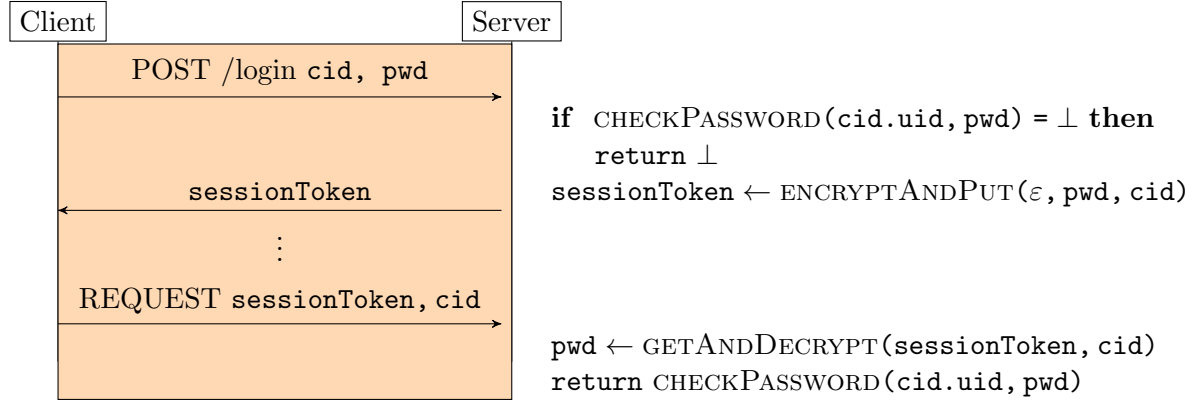 Client
Server
POST /login cid, pwd
if CHECKPASSWORD(cid.uid,pwd) = ⊥ then
return ⊥
sessionToken ← ENCRYPTANDPUT(ε,pwd,cid)
sessionToken
⋮
REQUEST sessionToken,cid
pwd ← GETANDDECRYPT(sessionToken,cid)
return CHECKPASSWORD(cid.uid,pwd)